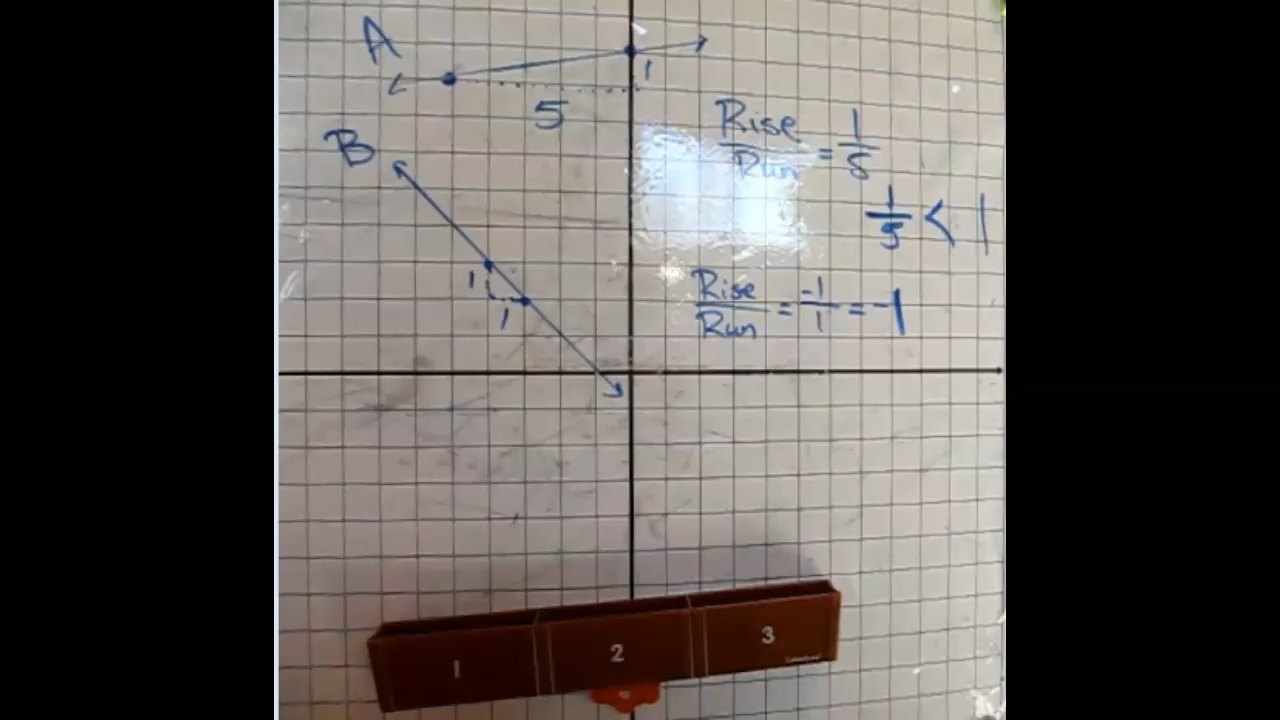 A
1
5
B
Rise/Run = 1/5
1/5 < 1
1
1
Rise/Run = -1/1 = -1
1 2 3